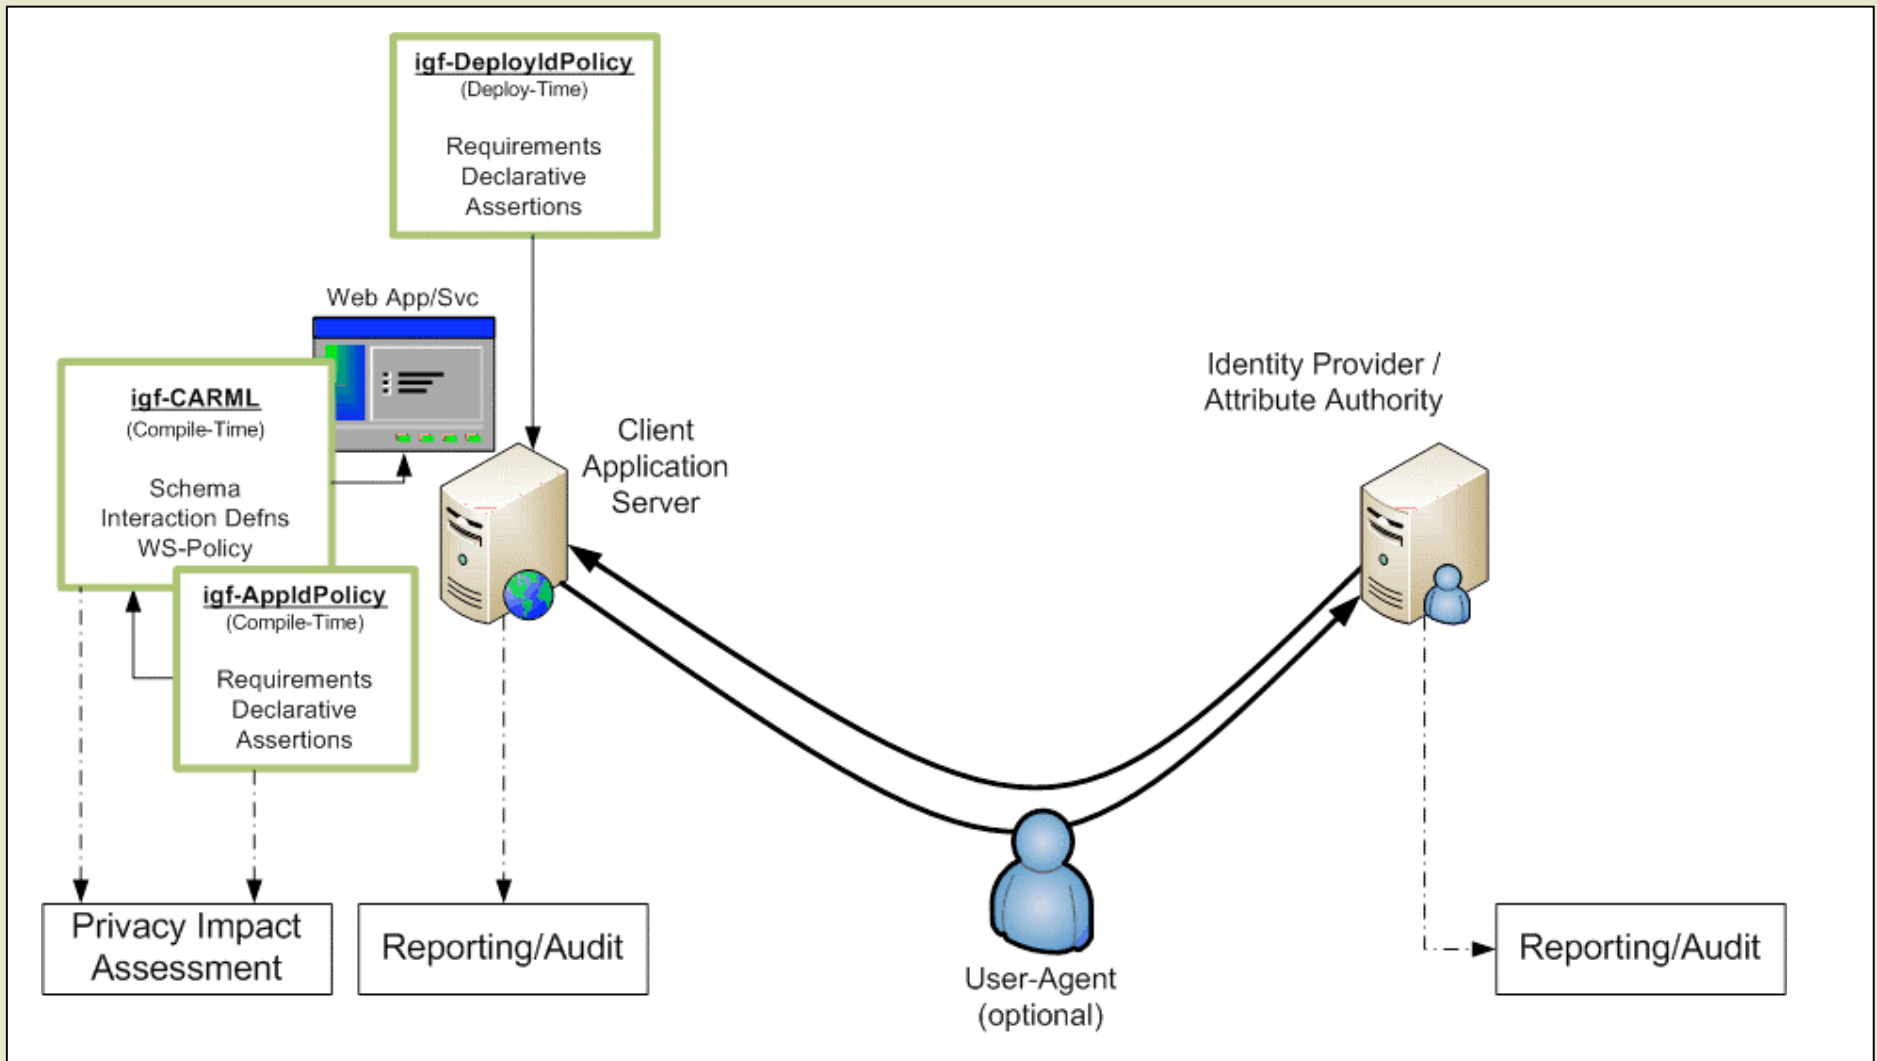 igf-DeployIdPolicy
(Deploy-Time)
Requirements
Declarative
Assertions
Web App/Svc
igf-CARML
(Compile-Time)
Schema
Interaction Defns
WS-Policy
igf-AppIdPolicy
(Compile-Time)
Requirements
Declarative
Assertions
Client
Application
Server
Identity Provider /
Attribute Authority
Privacy Impact
Assessment
Reporting/Audit
User-Agent
(optional)
Reporting/Audit